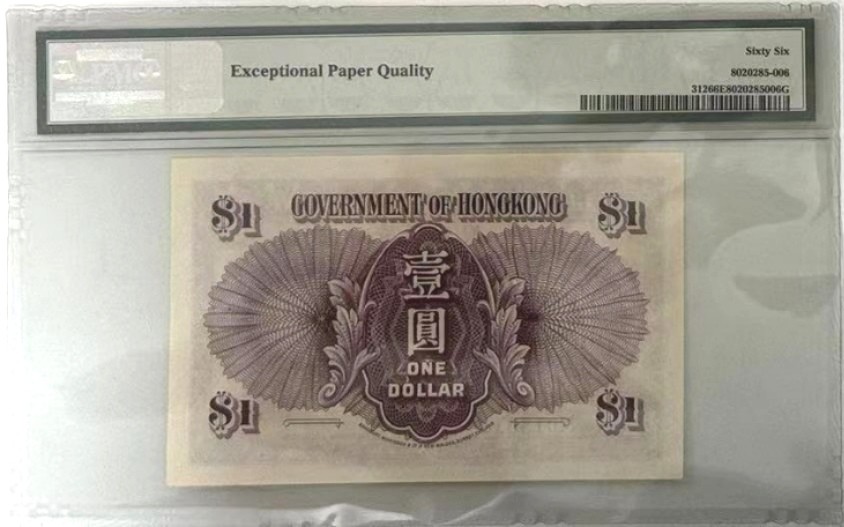 Exceptional Paper Quality
Sixty Six
8020285-006
31266E8020285006G
$1
GOVERNMENT OF HONGKONG
$1
壹
圓
ONE
DOLLAR
$1
$1